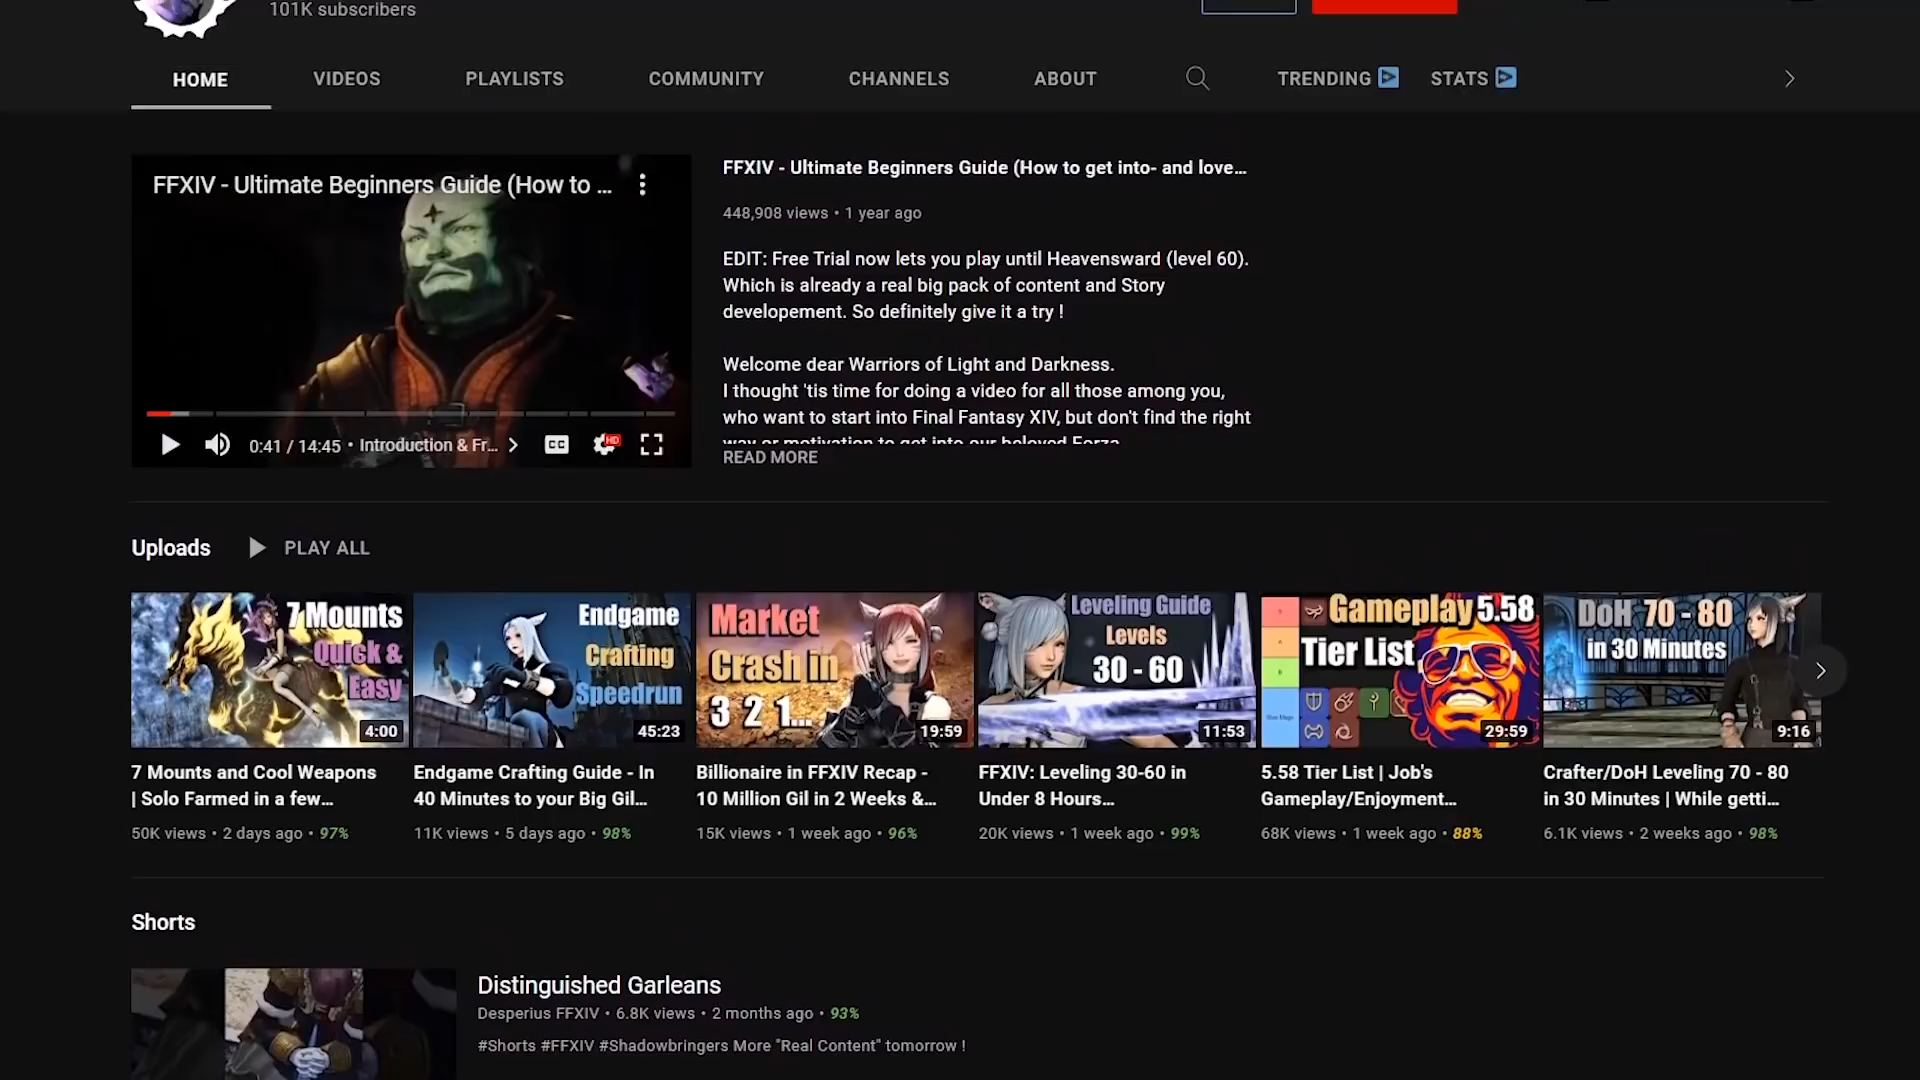 101K subscribers
HOME VIDEOS PLAYLISTS COMMUNITY CHANNELS ABOUT TRENDING STATS
FFXIV - Ultimate Beginners Guide (How to ...
0:41 / 14:45 • Introduction & Fr...
CC
HD
FFXIV - Ultimate Beginners Guide (How to get into- and love...
448,908 views • 1 year ago
EDIT: Free Trial now lets you play until Heavensward (level 60).
Which is already a real big pack of content and Story
developement. So definitely give it a try !
Welcome dear Warriors of Light and Darkness.
I thought 'tis time for doing a video for all those among you,
who want to start into Final Fantasy XIV, but don't find the right
way or motivation to get into our beloved Eorza
READ MORE
Uploads PLAY ALL
7 Mounts
Quick &
Easy
4:00
7 Mounts and Cool Weapons
| Solo Farmed in a few...
50K views • 2 days ago • 97%
Endgame
Crafting
Speedrun
45:23
Endgame Crafting Guide - In
40 Minutes to your Big Gil...
11K views • 5 days ago • 98%
Market
Crash in
3 2 1...
19:59
Billionaire in FFXIV Recap -
10 Million Gil in 2 Weeks &...
15K views • 1 week ago • 96%
Leveling Guide
Levels
30 - 60
11:53
FFXIV: Leveling 30-60 in
Under 8 Hours...
20K views • 1 week ago • 99%
Gameplay 5.58
Tier List
29:59
5.58 Tier List | Job's
Gameplay/Enjoyment...
68K views • 1 week ago • 88%
DoH 70 - 80
in 30 Minutes
9:16
Crafter/DoH Leveling 70 - 80
in 30 Minutes | While getti...
6.1K views • 2 weeks ago • 98%
Shorts
Distinguished Garleans
Desperius FFXIV • 6.8K views • 2 months ago • 93%
#Shorts #FFXIV #Shadowbringers More "Real Content" tomorrow !